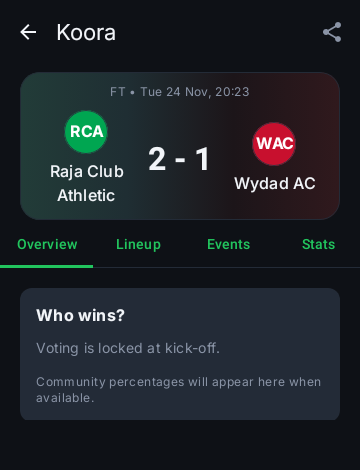 Koora
FT • Tue 24 Nov, 20:23
RCA
Raja Club
Athletic
2 - 1
WAC
Wydad AC
Overview
Lineup
Events
Stats
Who wins?
Voting is locked at kick-off.
Community percentages will appear here when
available.